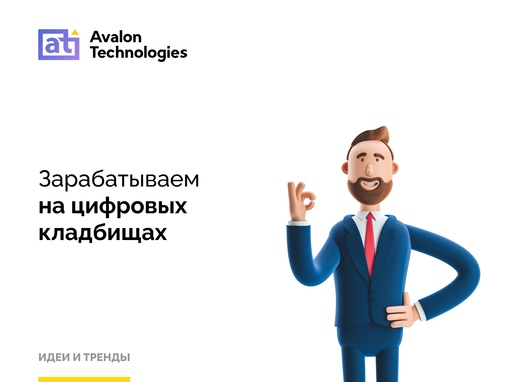 at
Avalon
Technologies
Зарабатываем
на цифровых
кладбищах
ИДЕИ И ТРЕНДЫ